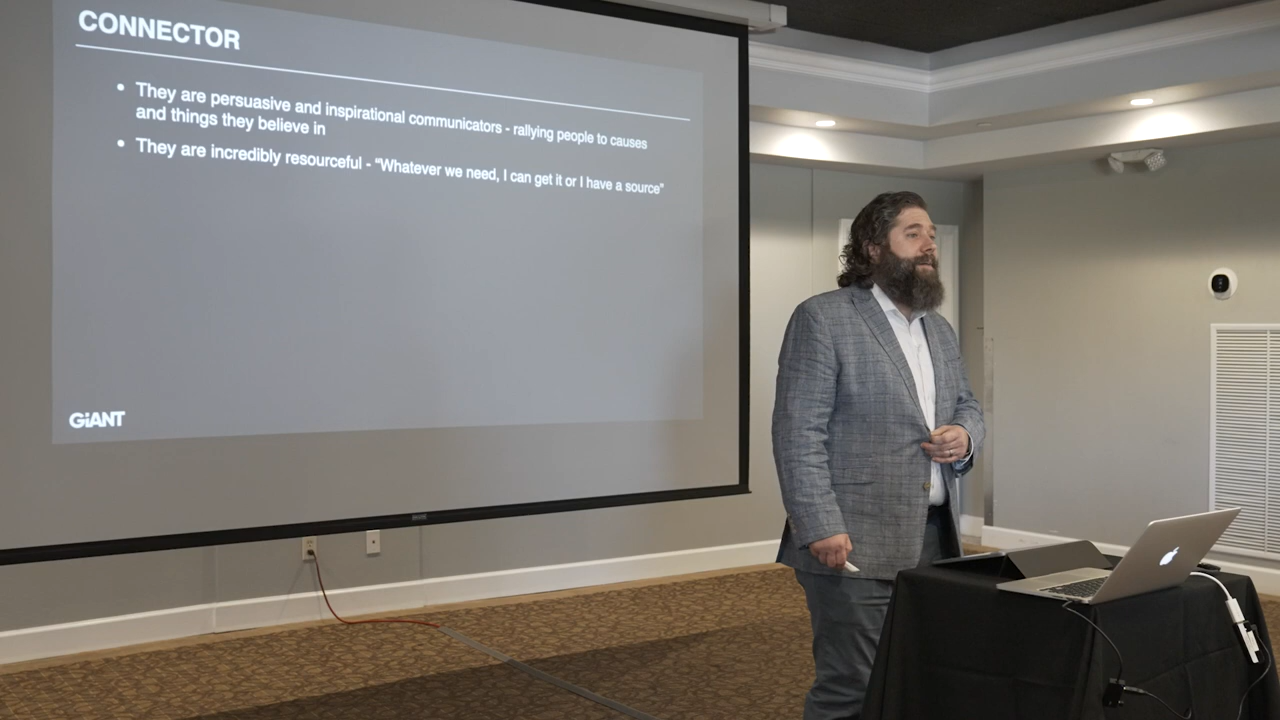 CONNECTOR
• They are persuasive and inspirational communicators - rallying people to causes
and things they believe in
• They are incredibly resourceful - “Whatever we need, I can get it or I have a source”
GiANT